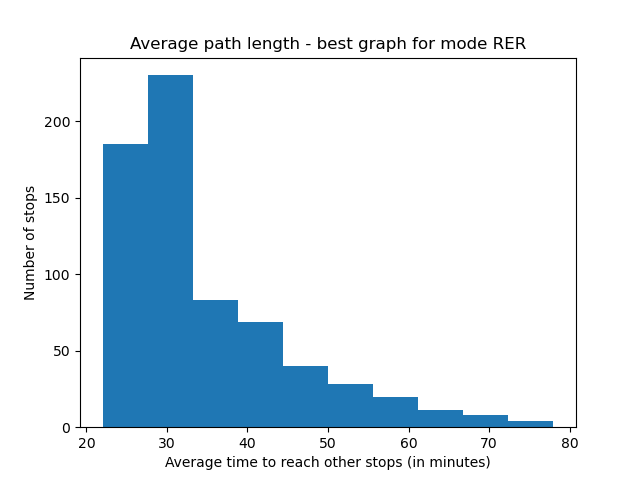 Average path length - best graph for mode RER
200
150
100
50
0
Number of stops
20 30 40 50 60 70 80
Average time to reach other stops (in minutes)